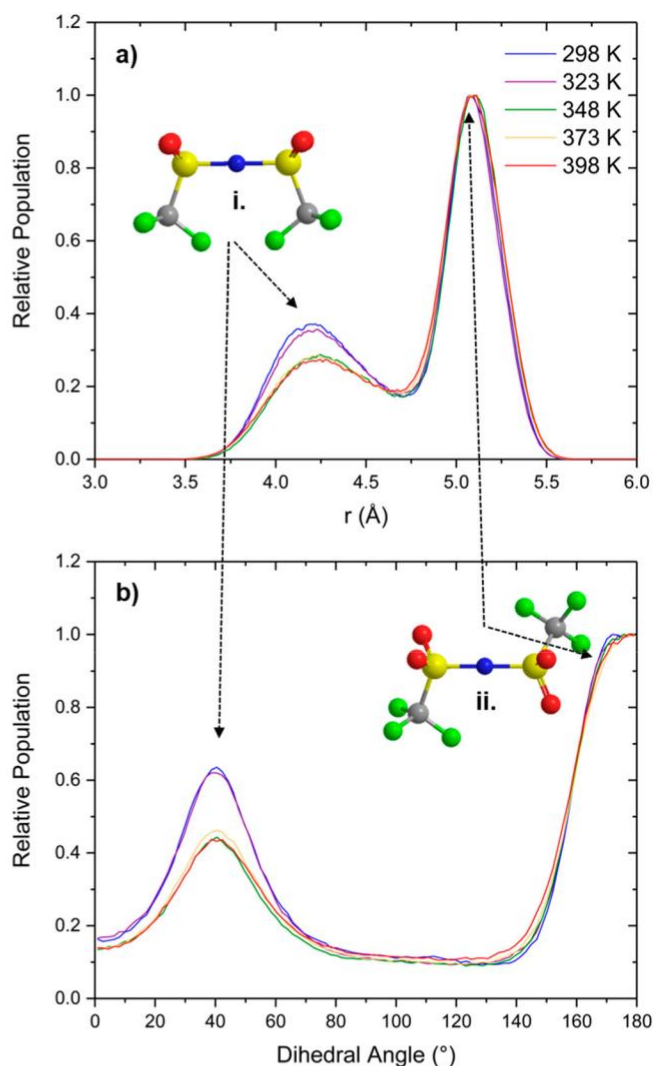 a)
298 K
323 K
348 K
373 K
398 K
i.
Relative Population
1.2
1.0
0.8
0.6
0.4
0.2
0.0
3.0 3.5 4.0 4.5 5.0 5.5 6.0
r (Å)
b)
ii.
Relative Population
1.2
1.0
0.8
0.6
0.4
0.2
0.0
0 20 40 60 80 100 120 140 160 180
Dihedral Angle (°)